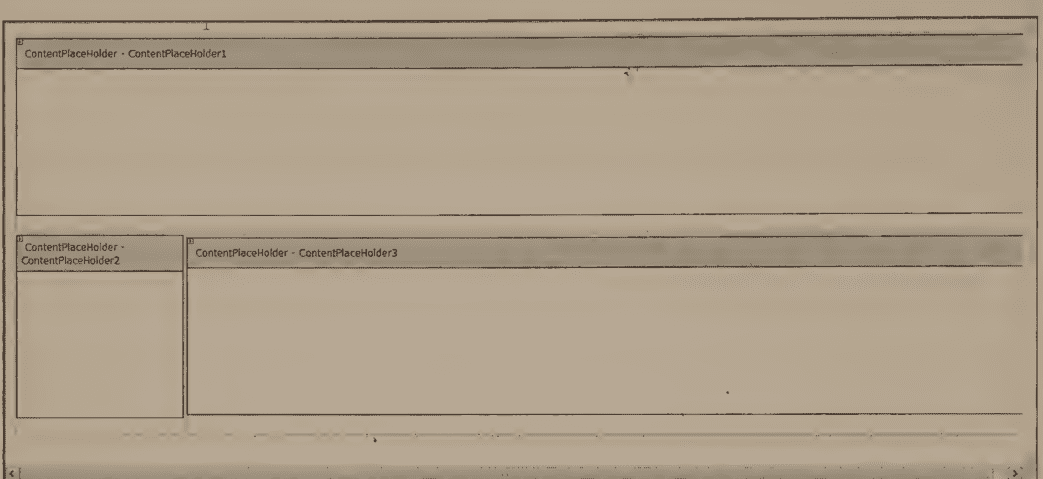 ContentPlaceHolder - ContentPlaceHolder1
ContentPlaceHolder -
ContentPlaceHolder2
ContentPlaceHolder - ContentPlaceHolder3